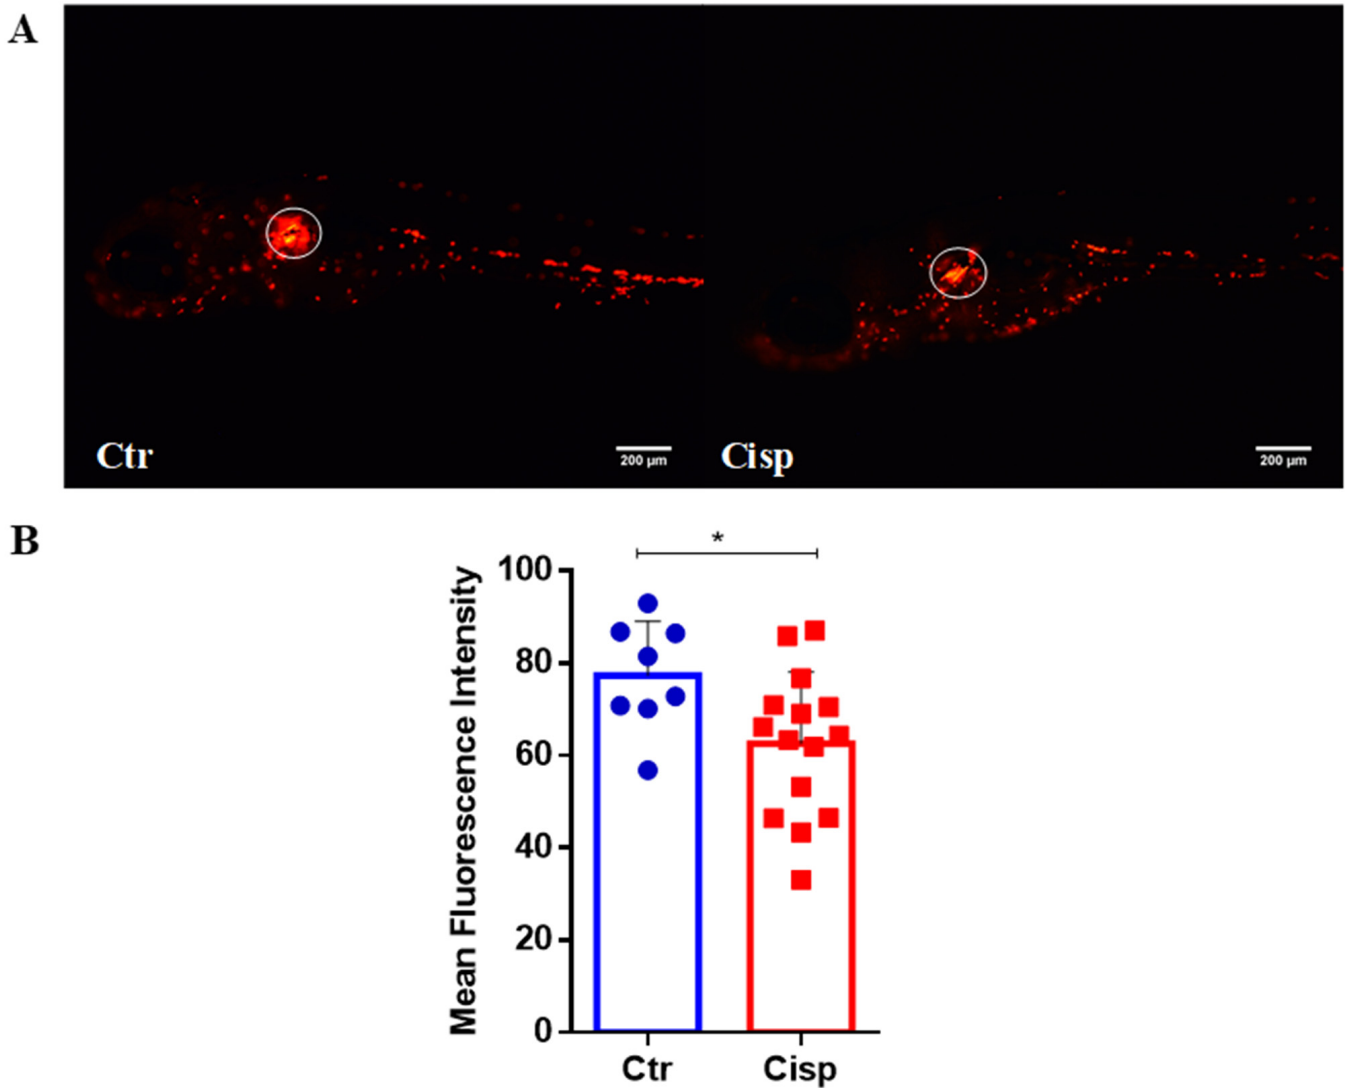 A
Ctr
200 µm
Cisp
200 µm
B
*
Mean Fluorescence Intensity
100
80
60
40
20
0
Ctr
Cisp